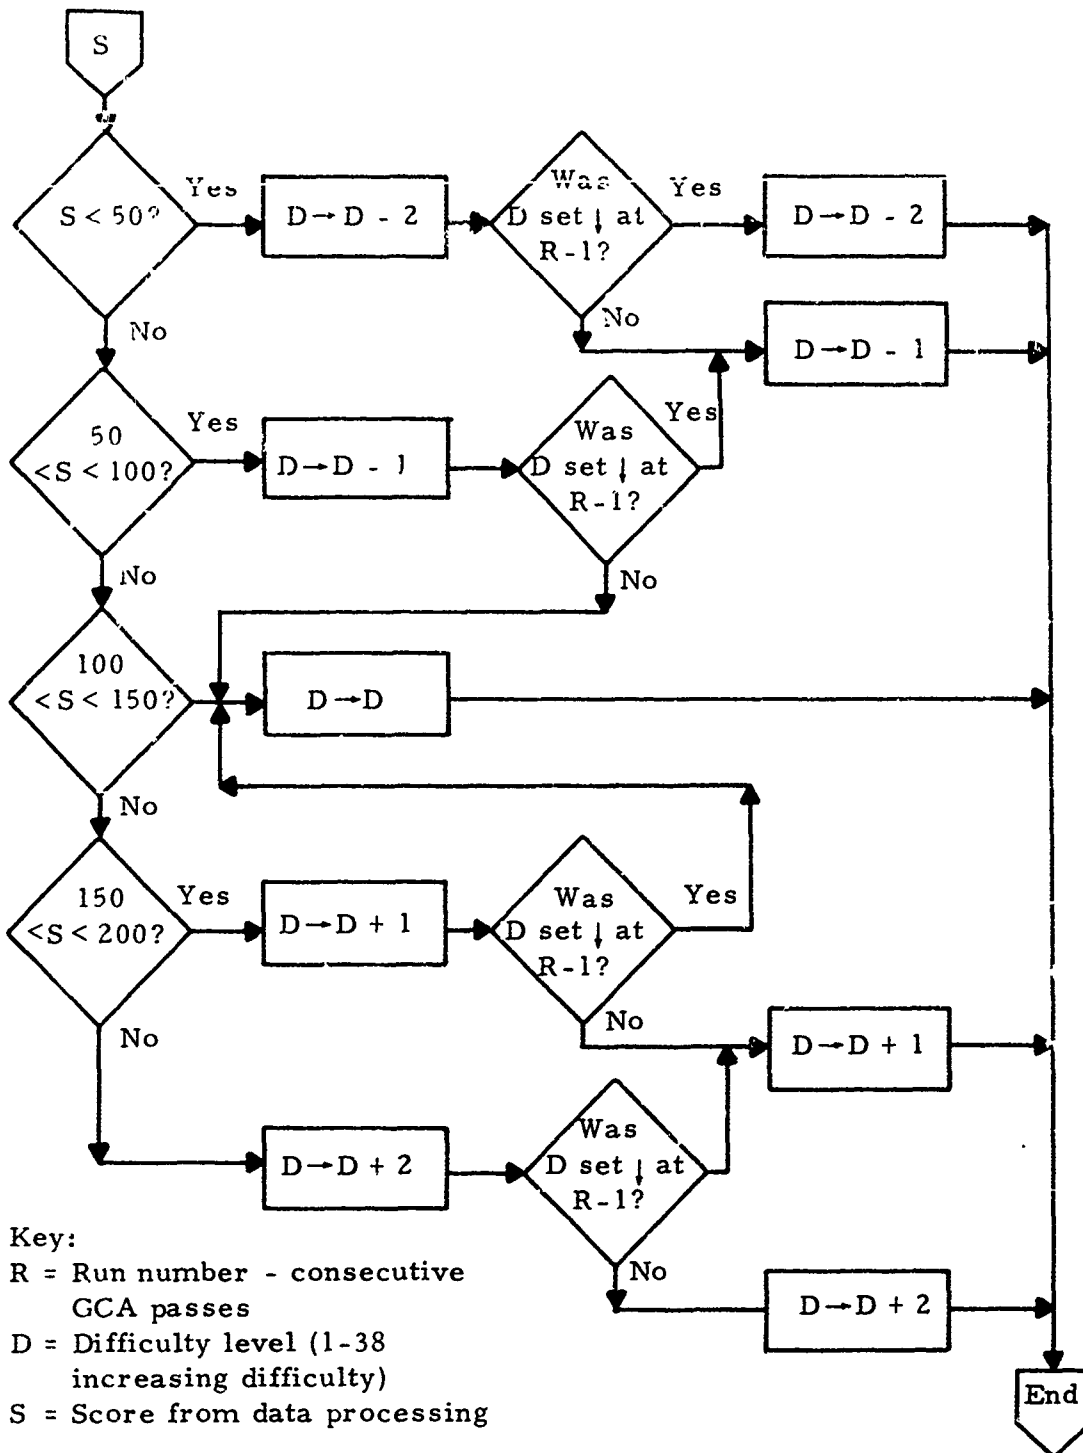 S
S < 50?
Yes
D→D - 2
Was
D set ↓ at
R-1?
Yes
D→D - 2
No
No
D→D - 1
50
<S < 100?
Yes
D→D - 1
Was
D set ↓ at
R-1?
Yes
No
No
100
<S < 150?
D→D
No
150
<S < 200?
Yes
D→D + 1
Was
D set ↓ at
R-1?
Yes
No
No
D→D + 1
D→D + 2
Was
D set ↓ at
R-1?
No
D→D + 2
Key:
R = Run number - consecutive
GCA passes
D = Difficulty level (1-38
increasing difficulty)
S = Score from data processing
End